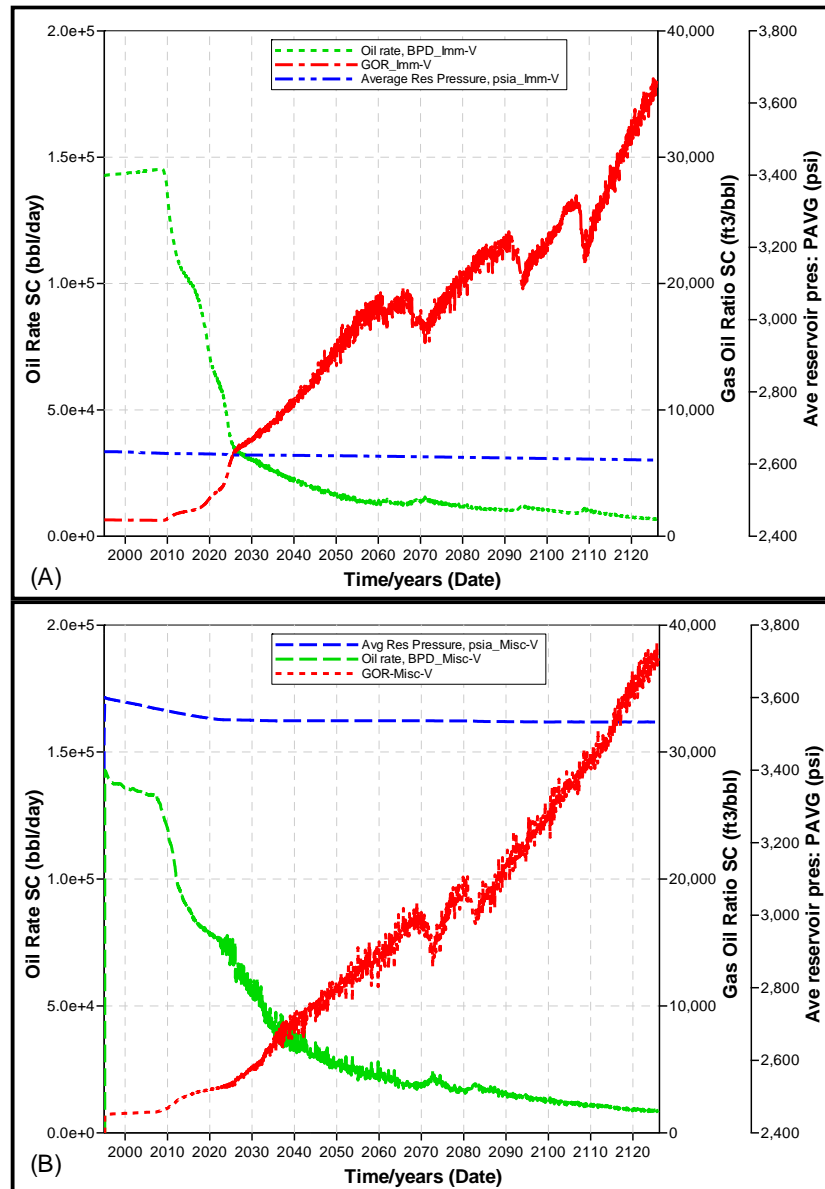 2.0e+5
1.5e+5
1.0e+5
5.0e+4
0.0e+0
Oil Rate SC (bbl/day)
Oil rate, BPD_Imm-V
GOR_Imm-V
Average Res Pressure, psia_Imm-V
40,000
30,000
20,000
10,000
0
Gas Oil Ratio SC (ft3/bbl)
3,800
3,600
3,400
3,200
3,000
2,800
2,600
2,400
Ave reservoir pres: PAVG (psi)
2000 2010 2020 2030 2040 2050 2060 2070 2080 2090 2100 2110 2120
Time/years (Date)
(A)
2.0e+5
1.5e+5
1.0e+5
5.0e+4
0.0e+0
Oil Rate SC (bbl/day)
Avg Res Pressure, psia_Misc-V
Oil rate, BPD_Misc-V
GOR-Misc-V
40,000
30,000
20,000
10,000
0
Gas Oil Ratio SC (ft3/bbl)
3,800
3,600
3,400
3,200
3,000
2,800
2,600
2,400
Ave reservoir pres: PAVG (psi)
2000 2010 2020 2030 2040 2050 2060 2070 2080 2090 2100 2110 2120
Time/years (Date)
(B)